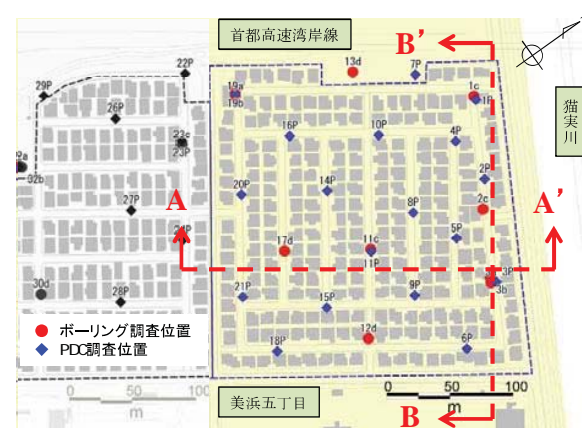 首都高速湾岸線
B'
22P
13d
7P
29P
19a
19b
1c
1P
猫実川
26P
16P
10P
4P
23c
23P
32b
20P
14P
2P
A
A'
27P
8P
2c
17d
11c
11P
5P
30d
28P
21P
15P
9P
3P
3b
ボーリング調査位置
PDC調査位置
18P
12d
6P
0 50 100
m
0 50 100
m
美浜五丁目
B